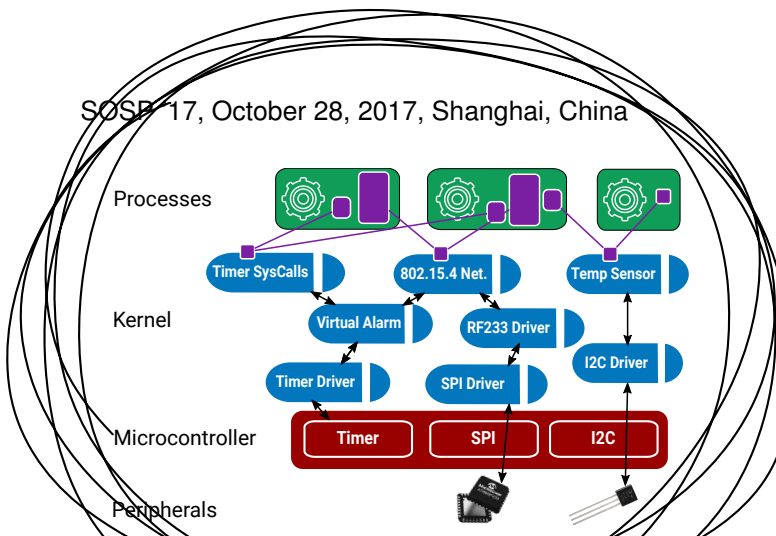 SOSP '17, October 28, 2017, Shanghai, China
Processes
Timer SysCalls
802.15.4 Net.
Temp Sensor
Kernel
Virtual Alarm
RF233 Driver
I2C Driver
Timer Driver
SPI Driver
Microcontroller
Timer
SPI
I2C
Peripherals